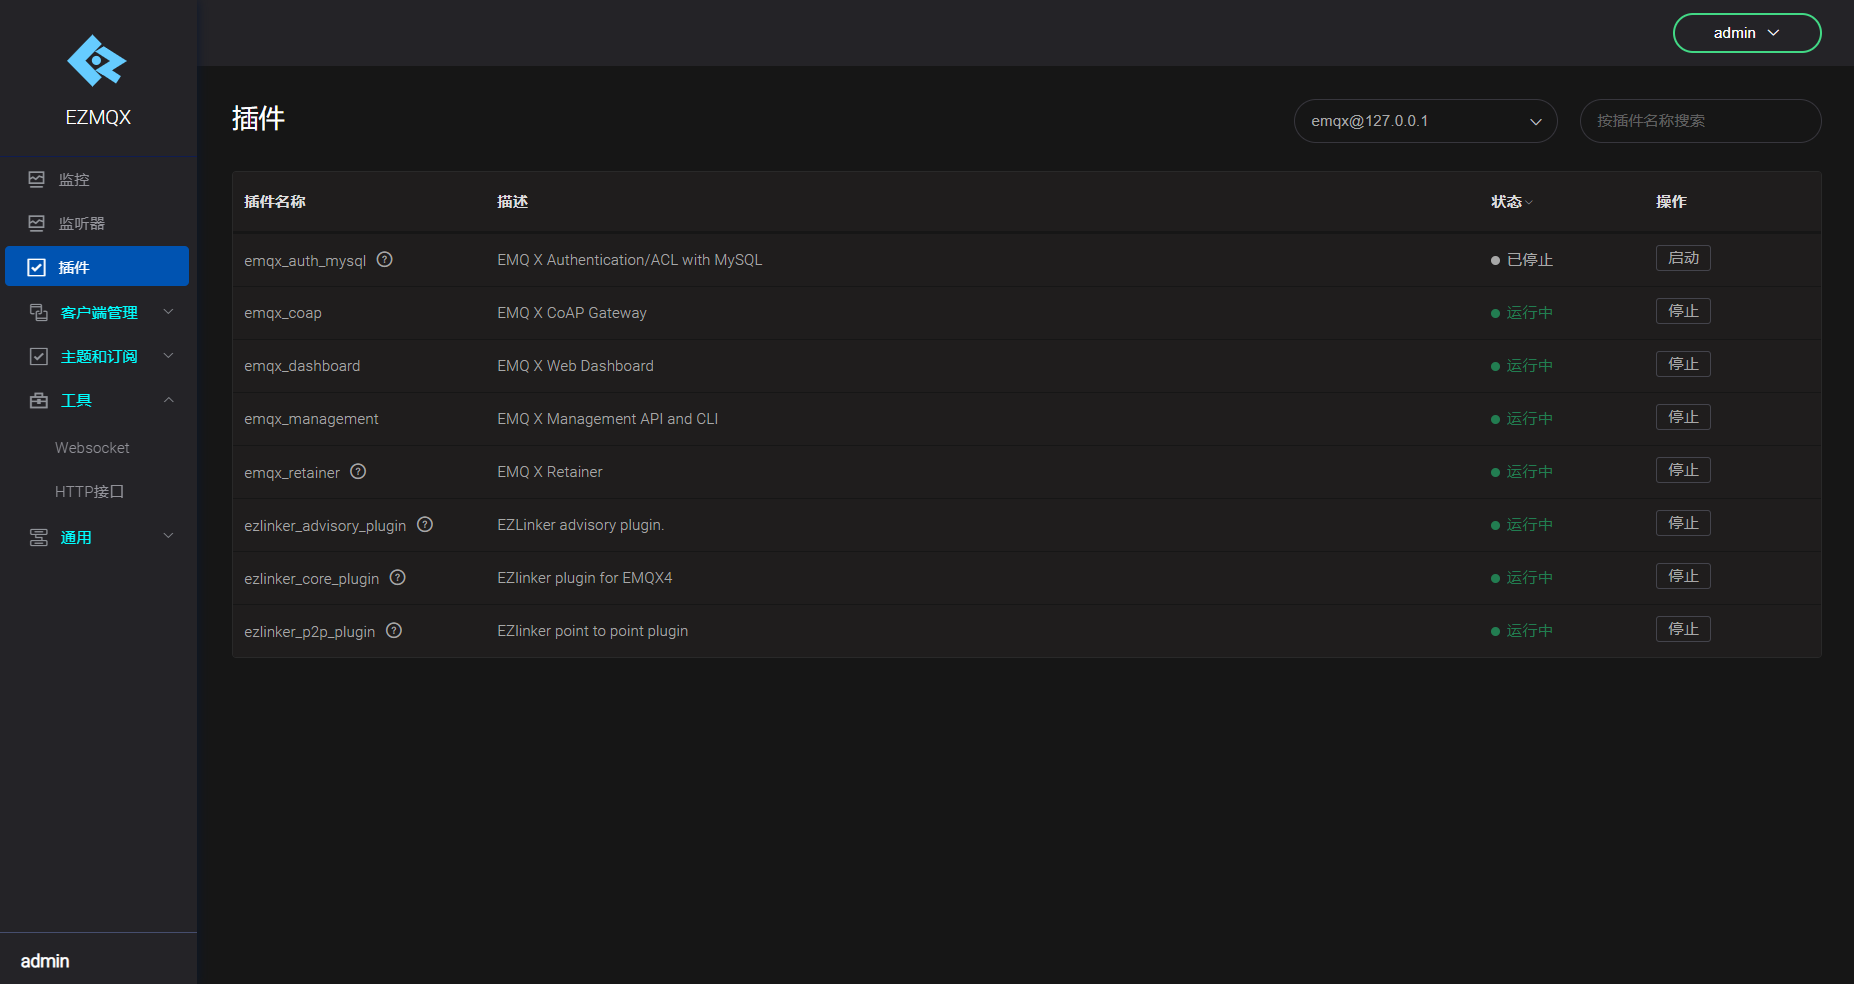 EZMQX
监控
监听器
插件
客户端管理
主题和订阅
工具
Websocket
HTTP接口
通用
admin
admin
插件
emqx@127.0.0.1
按插件名称搜索
插件名称 描述 状态 操作
emqx_auth_mysql EMQ X Authentication/ACL with MySQL 已停止 启动
emqx_coap EMQ X CoAP Gateway 运行中 停止
emqx_dashboard EMQ X Web Dashboard 运行中 停止
emqx_management EMQ X Management API and CLI 运行中 停止
emqx_retainer EMQ X Retainer 运行中 停止
ezlinker_advisory_plugin EZLinker advisory plugin. 运行中 停止
ezlinker_core_plugin EZlinker plugin for EMQX4 运行中 停止
ezlinker_p2p_plugin EZlinker point to point plugin 运行中 停止